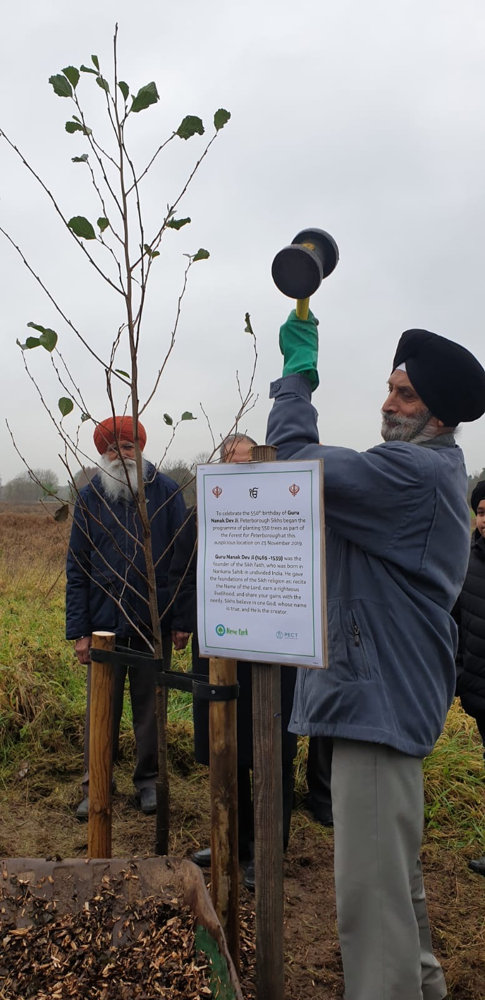 ੴ
To celebrate the 550th birthday of Guru
Nanak Dev Ji, Peterborough Sikhs began the
programme of planting 550 trees as part of
the Forest for Peterborough at this
auspicious location on 23 November 2019.
Guru Nanak Dev Ji (1469 -1539) was the
founder of the Sikh faith, who was born in
Nankana Sahib in undivided India. He gave
the foundations of the Sikh religion as; recite
the Name of the Lord, earn a righteous
livelihood, and share your gains with the
needy. Sikhs believe in one God, whose name
is true, and He is the creator.
Nene Park
PECT